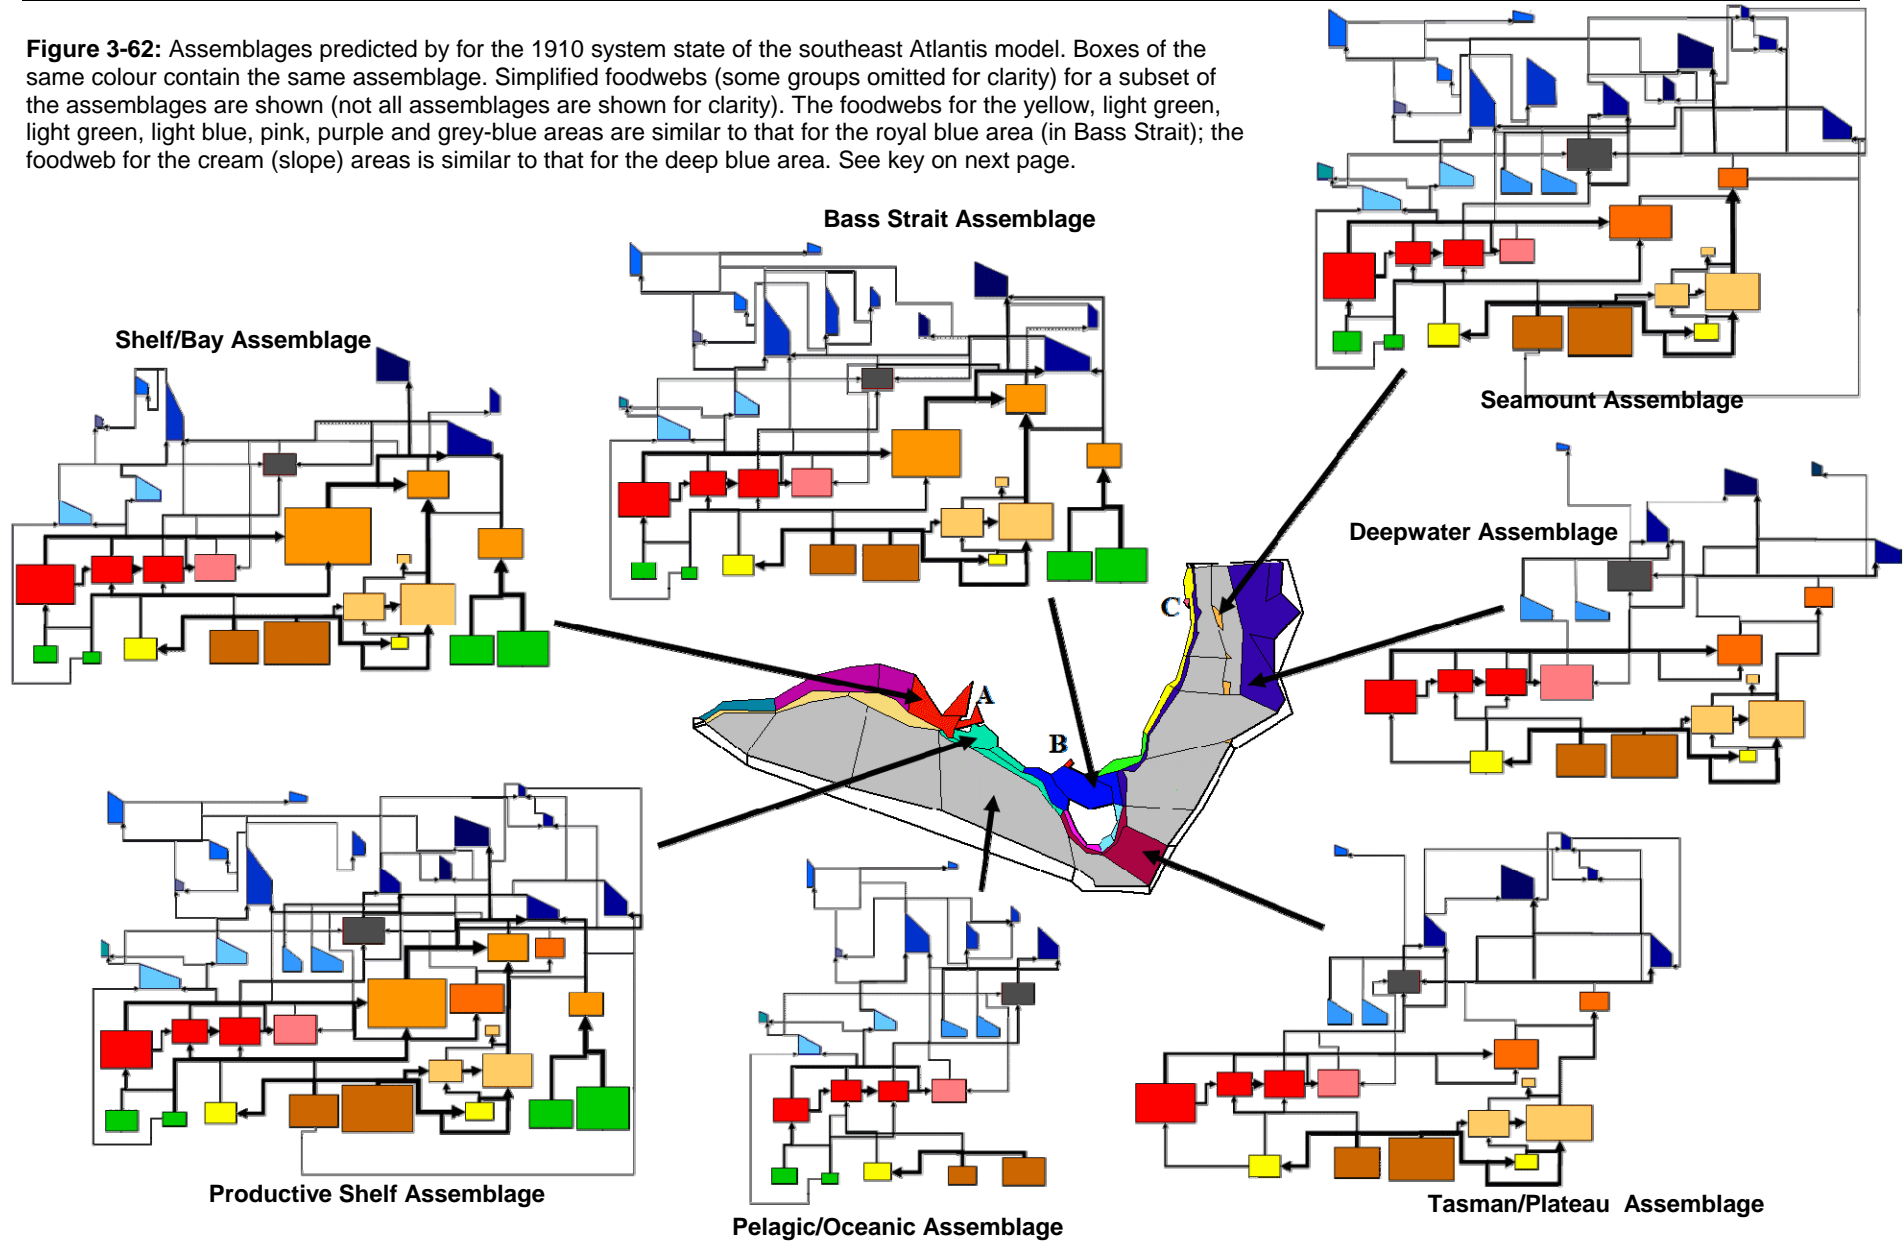 Figure 3-62: Assemblages predicted by for the 1910 system state of the southeast Atlantis model. Boxes of the
same colour contain the same assemblage. Simplified foodwebs (some groups omitted for clarity) for a subset of
the assemblages are shown (not all assemblages are shown for clarity). The foodwebs for the yellow, light green,
light green, light blue, pink, purple and grey-blue areas are similar to that for the royal blue area (in Bass Strait); the
foodweb for the cream (slope) areas is similar to that for the deep blue area. See key on next page.
Bass Strait Assemblage
Shelf/Bay Assemblage
Seamount Assemblage
Deepwater Assemblage
C
A
B
Productive Shelf Assemblage
Pelagic/Oceanic Assemblage
Tasman/Plateau Assemblage